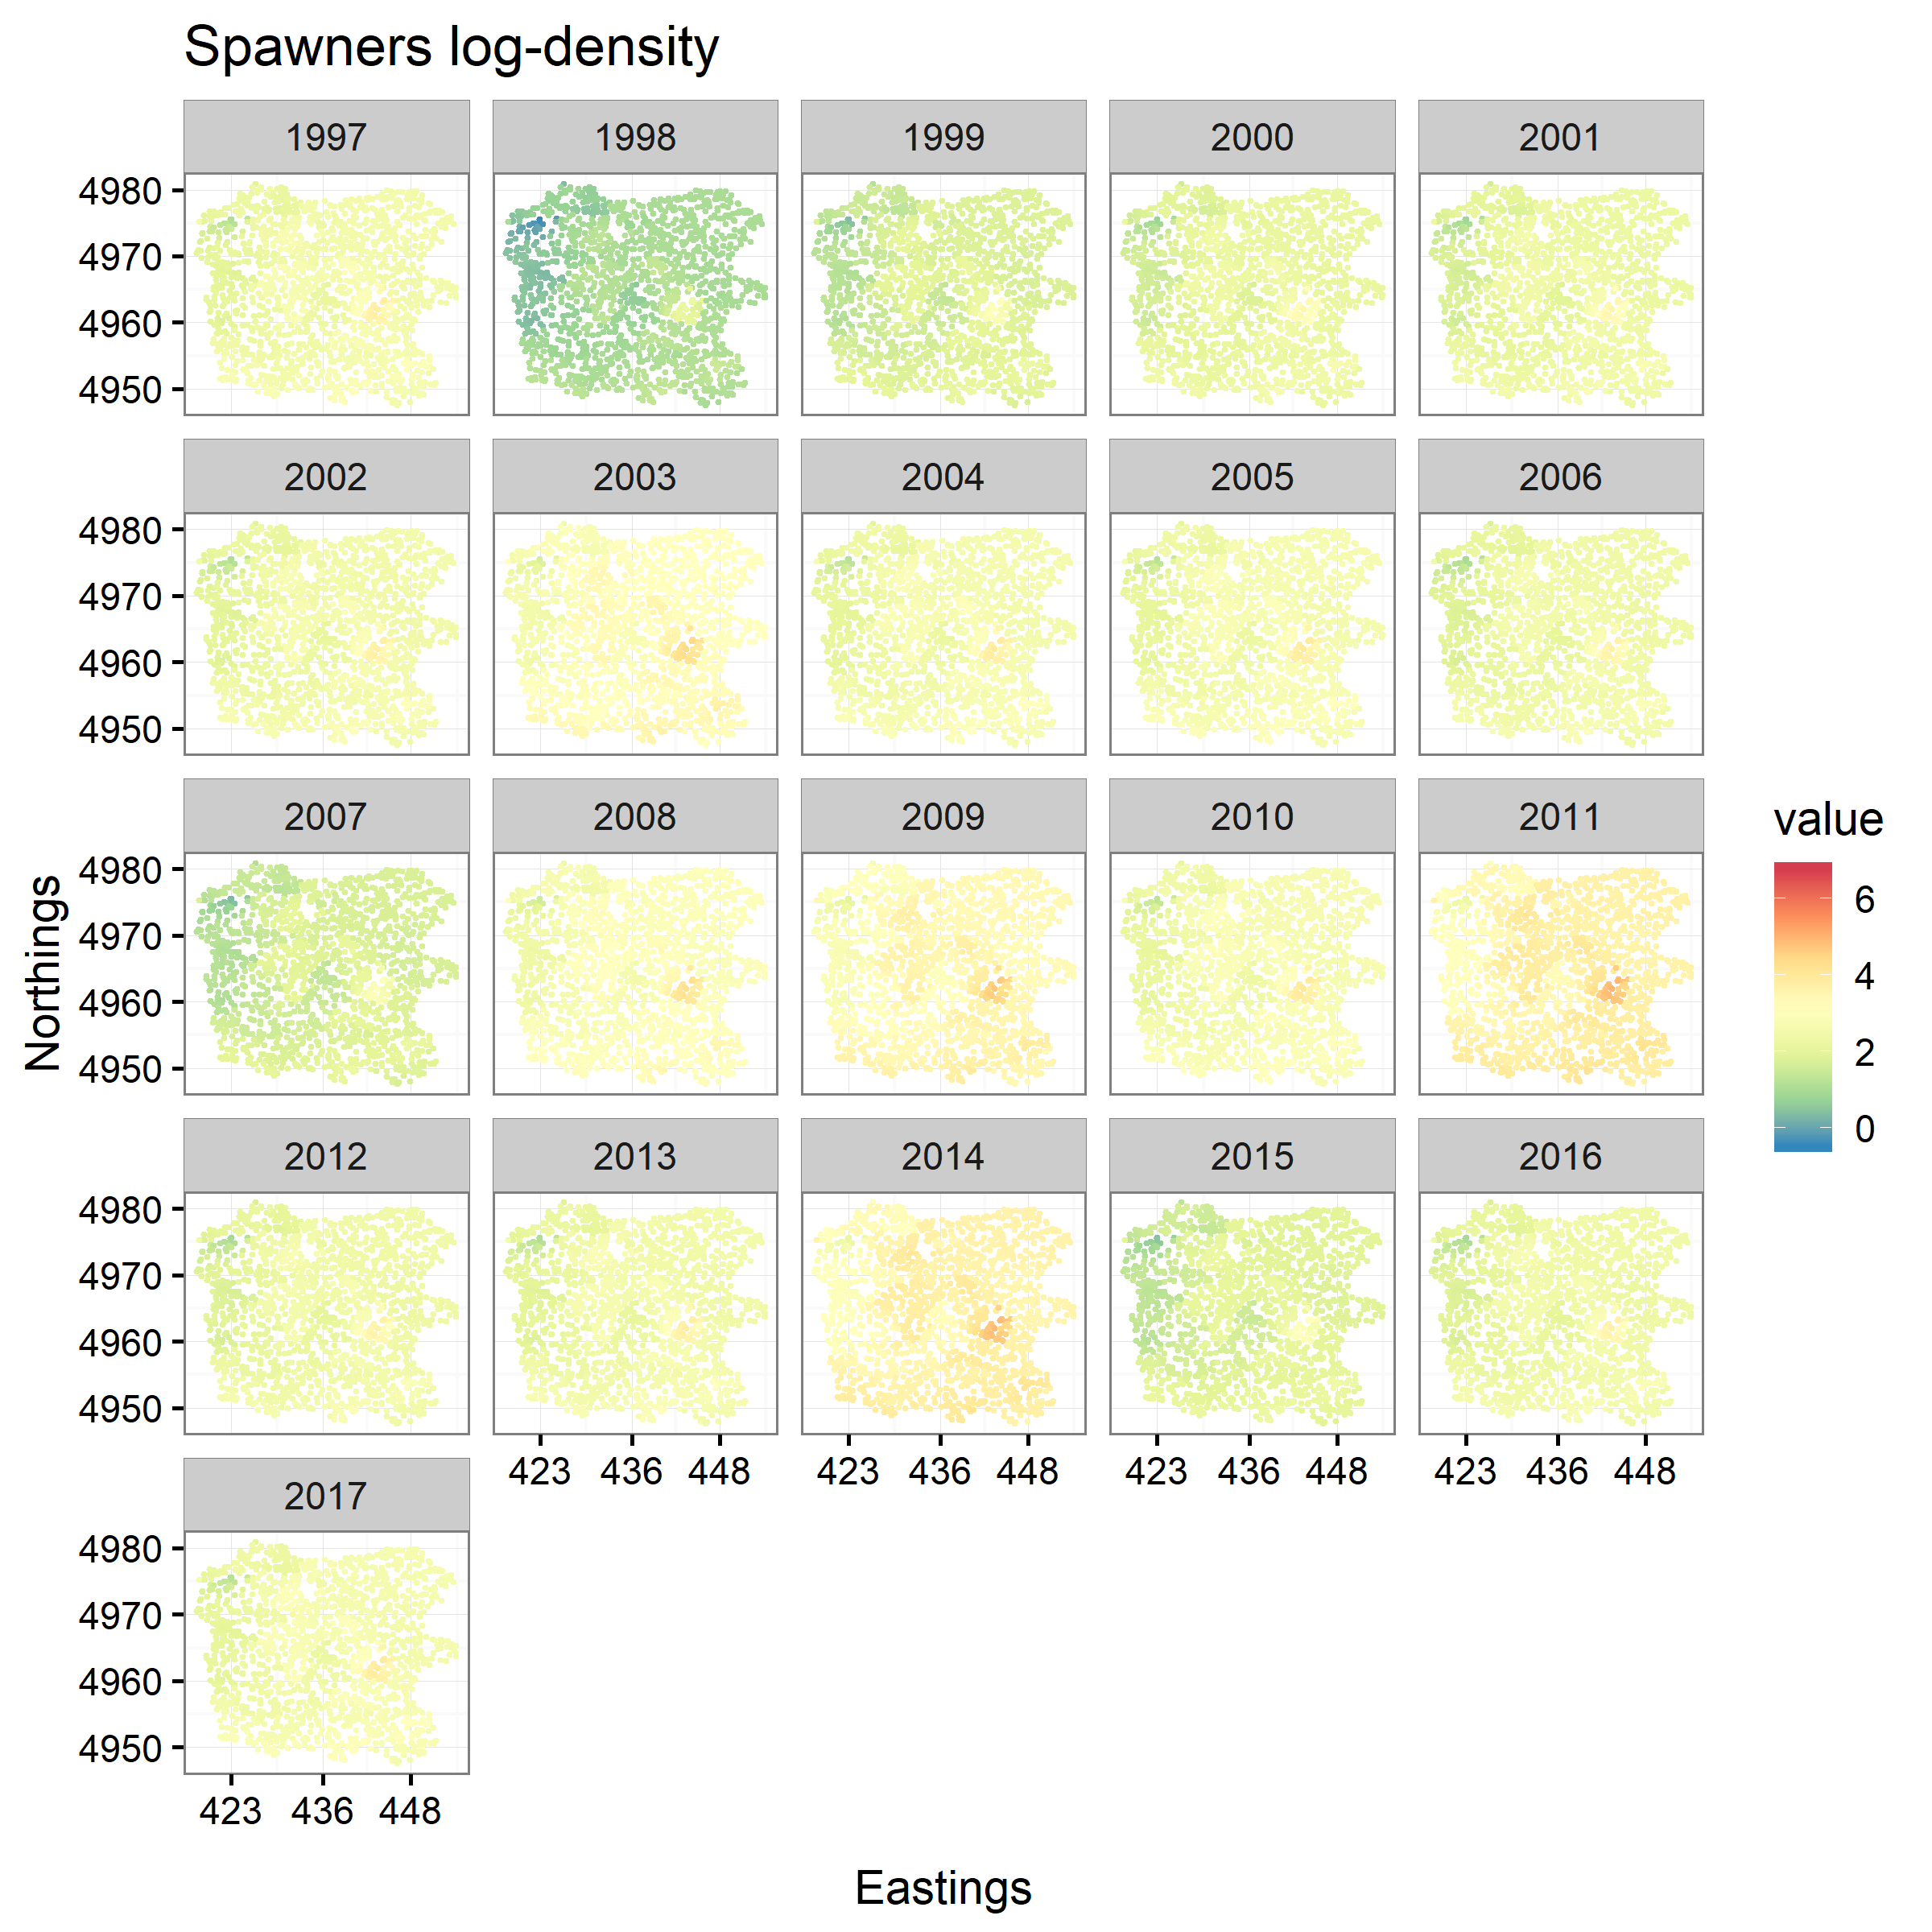 Spawners log-density
1997 1998 1999 2000 2001
4980
4970
4960
4950
2002 2003 2004 2005 2006
4980
4970
4960
4950
2007 2008 2009 2010 2011
4980
4970
4960
4950
2012 2013 2014 2015 2016
4980
4970
4960
4950
423 436 448 423 436 448 423 436 448 423 436 448
2017
4980
4970
4960
4950
423 436 448
Northings
Eastings
value
6
4
2
0